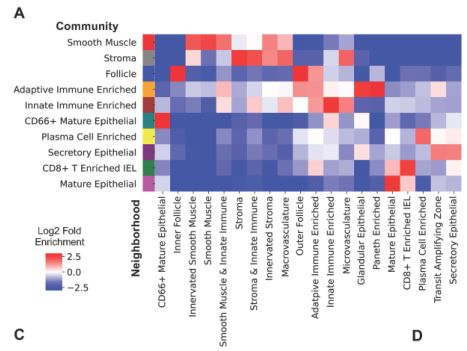 A
Community
Smooth Muscle
Stroma
Follicle
Adaptive Immune Enriched
Innate Immune Enriched
CD66+ Mature Epithelial
Plasma Cell Enriched
Secretory Epithelial
CD8+ T Enriched IEL
Mature Epithelial
Log2 Fold
Enrichment
2.5
0.0
−2.5
Neighborhood
CD66+ Mature Epithelial
Inner Follicle
Innervated Smooth Muscle
Smooth Muscle
Smooth Muscle & Innate Immune
Stroma
Stroma & Innate Immune
Innervated Stroma
Macrovasculature
Outer Follicle
Adatpive Immune Enriched
Innate Immune Enriched
Microvasculature
Glandular Epithelial
Paneth Enriched
Mature Epithelial
CD8+ T Enriched IEL
Plasma Cell Enriched
Transit Amplifying Zone
Secretory Epithelial
C
D